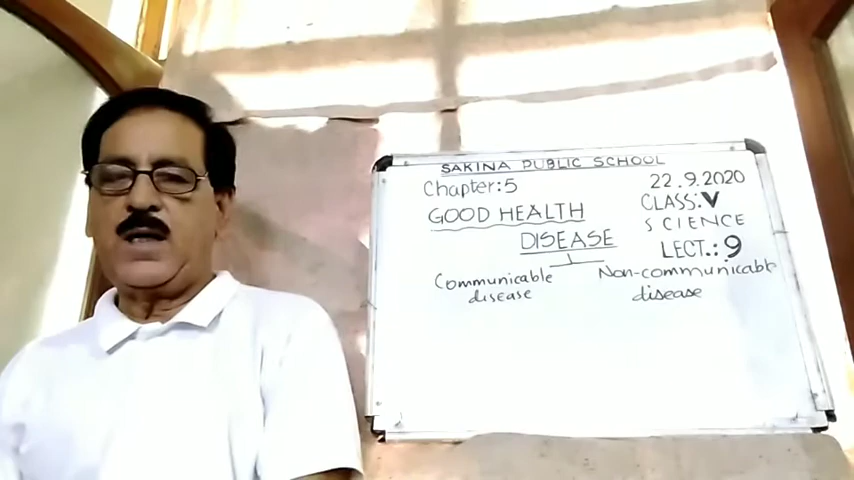 SAKINA PUBLIC SCHOOL
Chapter:5
22.9.2020
CLASS:V
GOOD HEALTH
SCIENCE
DISEASE
LECT.:9
Communicable
disease
Non-communicabl
disease